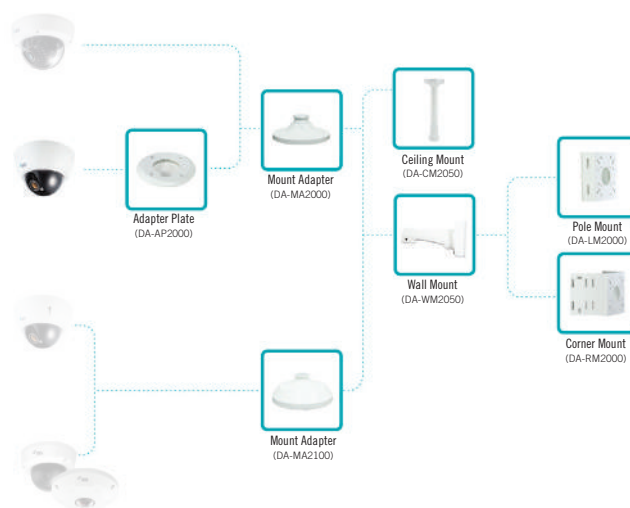 Ceiling Mount
(DA-CM2050)
Mount Adapter
(DA-MA2000)
Adapter Plate
(DA-AP2000)
Pole Mount
(DA-LM2000)
Wall Mount
(DA-WM2050)
Corner Mount
(DA-RM2000)
Mount Adapter
(DA-MA2100)